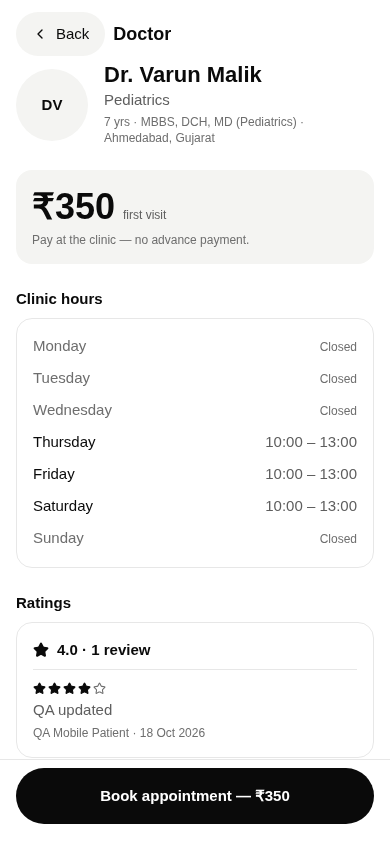 Back
Doctor
DV
Dr. Varun Malik
Pediatrics
7 yrs · MBBS, DCH, MD (Pediatrics) ·
Ahmedabad, Gujarat
₹350 first visit
Pay at the clinic — no advance payment.
Clinic hours
Monday Closed
Tuesday Closed
Wednesday Closed
Thursday 10:00 – 13:00
Friday 10:00 – 13:00
Saturday 10:00 – 13:00
Sunday Closed
Ratings
4.0 · 1 review
QA updated
QA Mobile Patient · 18 Oct 2026
Book appointment — ₹350